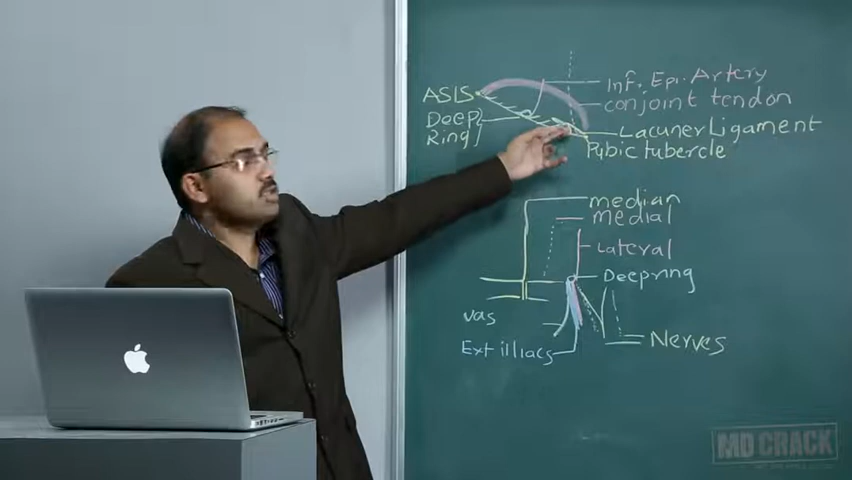 Inf. Epi. Artery
ASIS
conjoint tendon
Deep
Ring
Lacuner Ligament
Pybic tubercle
median
medial
Lateral
Deepring
vas
Nerves
Ext illiacs
MD CRACK